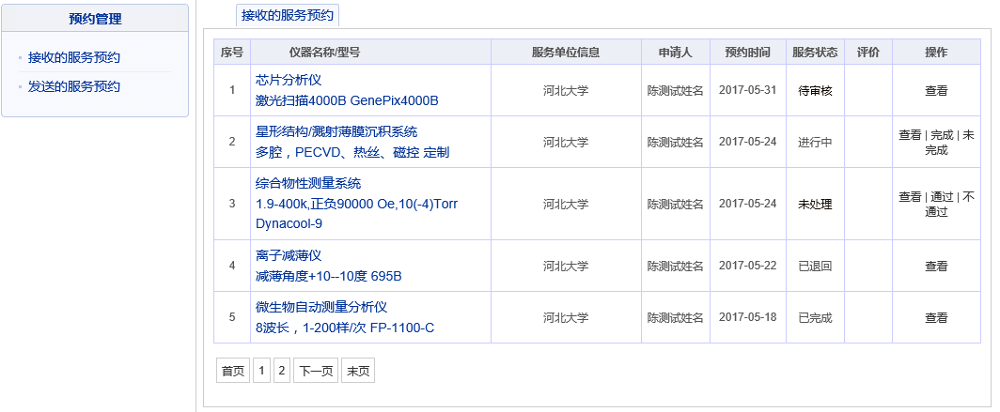 预约管理
接收的服务预约
发送的服务预约
接收的服务预约
序号 仪器名称/型号 服务单位信息 申请人 预约时间 服务状态 评价 操作
1 芯片分析仪 河北大学 陈测试姓名 2017-05-31 待审核 查看
激光扫描4000B GenePix4000B
2 星形结构/溅射薄膜沉积系统 河北大学 陈测试姓名 2017-05-24 进行中 查看 | 完成 | 未
多腔，PECVD、热丝、磁控 定制 完成
综合物性测量系统
3 1.9-400k,正负90000 Oe,10(-4)Torr 河北大学 陈测试姓名 2017-05-24 未处理 查看 | 通过 | 不
Dynacool-9 通过
4 离子减薄仪 河北大学 陈测试姓名 2017-05-22 已退回 查看
减薄角度+10--10度 695B
5 微生物自动测量分析仪 河北大学 陈测试姓名 2017-05-18 已完成 查看
8波长，1-200样/次 FP-1100-C
首页 1 2 下一页 末页